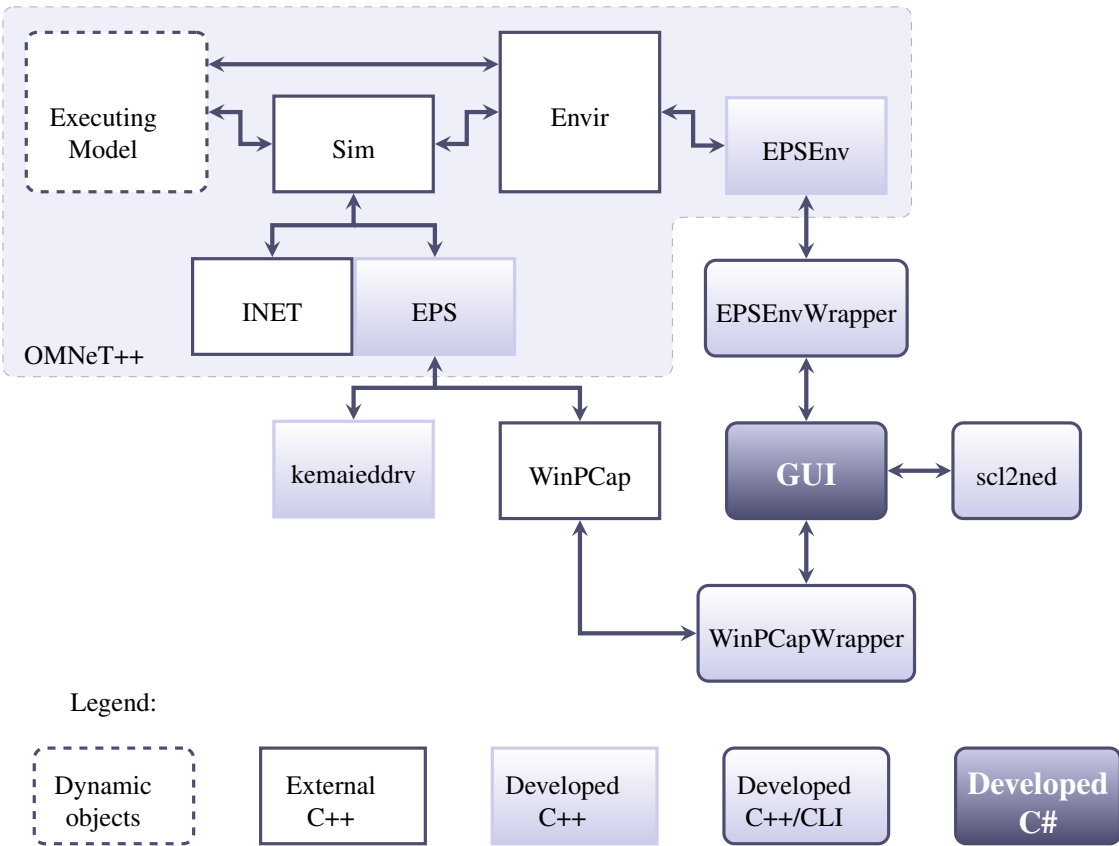 Executing
Model
Sim
Envir
EPSEnv
INET
EPS
EPSEnvWrapper
OMNeT++
kemaieddrv
WinPCap
GUI
scl2ned
WinPCapWrapper
Legend:
Dynamic
objects
External
C++
Developed
C++
Developed
C++/CLI
Developed
C#